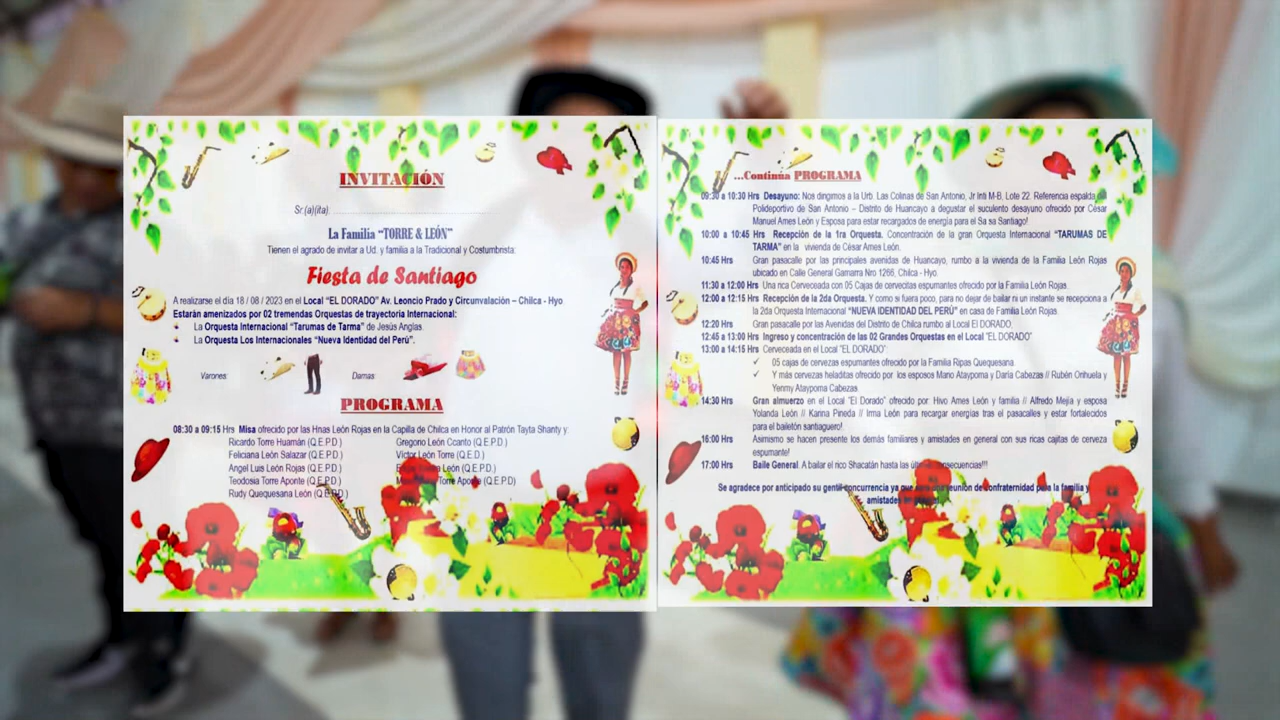 INVITACIÓN
Sr.(a)(ita)
La Familia "TORRE & LEÓN"
Tienen el agrado de invitar a Ud. y familia a la Tradicional y Costumbrista:
Fiesta de Santiago
A realizarse el día 18 / 08 / 2023 en el Local "EL DORADO" Av. Leoncio Prado y Circunvalación – Chilca - Hyo
Estarán amenizados por 02 tremendas Orquestas de trayectoria Internacional:
La Orquesta Internacional "Tarumas de Tarma" de Jesús Anglas.
La Orquesta Los Internacionales "Nueva Identidad del Perú".
Varones:
Damas:
PROGRAMA
08:30 a 09:15 Hrs Misa ofrecido por las Hnas León Rojas en la Capilla de Chilca en Honor al Patrón Tayta Shanty y:
Ricardo Torre Huamán (Q.E.P.D.)
Feliciana León Salazar (Q.E.P.D)
Angel Luis León Rojas (Q.E.P.D)
Teodosia Torre Aponte (Q.E.P.D)
Rudy Quequesana León (Q.E.P.D)
Gregorio León Ccanto (Q.E.P.D)
Víctor León Torre (Q.E.D.)
León (Q.E.P.D)
Torre Aponte (Q.E.P.D)
...Continúa PROGRAMA
09:30 a 10:30 Hrs Desayuno: Nos dirigimos a la Urb. Las Colinas de San Antonio, Jr Inti M-B, Lote 22. Referencia espalda del
Polideportivo de San Antonio – Distrito de Huancayo a degustar el suculento desayuno ofrecido por César
Manuel Ames León y Esposa para estar recargados de energía para el Sa sa Santiago!
10:00 a 10:45 Hrs Recepción de la 1ra Orquesta. Concentración de la gran Orquesta Internacional "TARUMAS DE
TARMA" en la vivienda de César Ames León.
10:45 Hrs Gran pasacalle por las principales avenidas de Huancayo, rumbo a la vivienda de la Familia León Rojas
ubicado en Calle General Gamarra Nro 1266, Chilca - Hyo.
11:30 a 12:00 Hrs Una rica Cerveceada con 05 Cajas de cervecitas espumantes ofrecido por la Familia León Rojas.
12:00 a 12:15 Hrs Recepción de la 2da Orquesta. Y como si fuera poco, para no dejar de bailar ni un instante se recepciona a
la 2da Orquesta Internacional "NUEVA IDENTIDAD DEL PERÚ" en casa de Familia León Rojas.
12:20 Hrs Gran pasacalle por las Avenidas del Distrito de Chilca rumbo al Local El DORADO.
12:45 a 13:00 Hrs Ingreso y concentración de las 02 Grandes Orquestas en el Local "EL DORADO"
13:00 a 14:15 Hrs Cerveceada en el Local "EL DORADO"
✓ 05 cajas de cervezas espumantes ofrecido por la Familia Ripas Quequesana
✓ Y más cervezas heladitas ofrecido por los esposos Mario Ataypoma y Daria Cabezas // Rubén Orihuela y
Yenmy Ataypoma Cabezas.
14:30 Hrs Gran almuerzo en el Local "El Dorado" ofrecido por: Hivo Ames León y familia // Alfredo Mejía y esposa
Yolanda León // Karina Pineda // Irma León para recargar energías tras el pasacalles y estar fortalecidos
para el bailetón santiaguero!.
16:00 Hrs Asimismo se hacen presente los demás familiares y amistades en general con sus ricas cajitas de cerveza
espumante!
17:00 Hrs Baile General. A bailar el rico Shacatán hasta las consecuencias!!!
Se agradece por anticipado su gentil concurrencia ya que reunión de confraternidad para la familia y
amistades